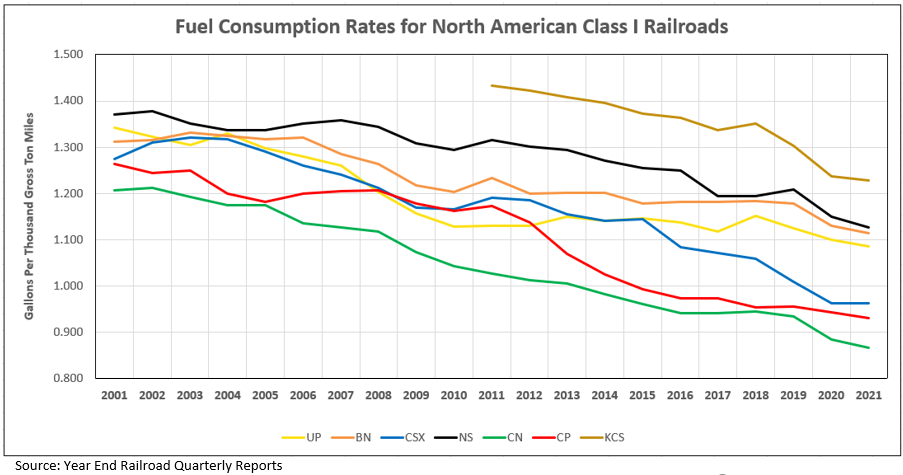 Fuel Consumption Rates for North American Class I Railroads
Gallons Per Thousand Gross Ton Miles
1.500
1.400
1.300
1.200
1.100
1.000
0.900
0.800
2001 2002 2003 2004 2005 2006 2007 2008 2009 2010 2011 2012 2013 2014 2015 2016 2017 2018 2019 2020 2021
UP BN CSX NS CN CP KCS
Source: Year End Railroad Quarterly Reports